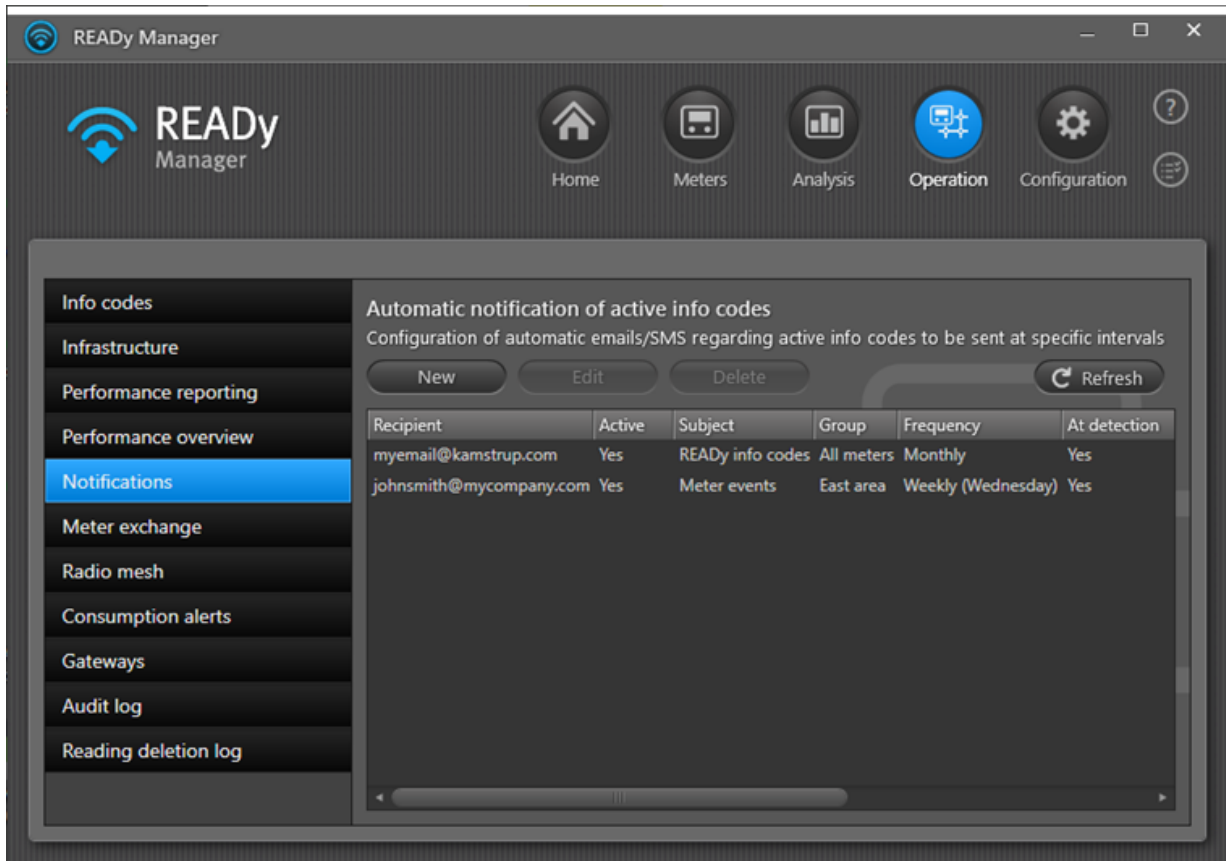 READy Manager
READy
Manager
Home Meters Analysis Operation Configuration
?
Info codes
Infrastructure
Performance reporting
Performance overview
Notifications
Meter exchange
Radio mesh
Consumption alerts
Gateways
Audit log
Reading deletion log
Automatic notification of active info codes
Configuration of automatic emails/SMS regarding active info codes to be sent at specific intervals
New Edit Delete Refresh
Recipient Active Subject Group Frequency At detection
myemail@kamstrup.com Yes READy info codes All meters Monthly Yes
johnsmith@mycompany.com Yes Meter events East area Weekly (Wednesday) Yes